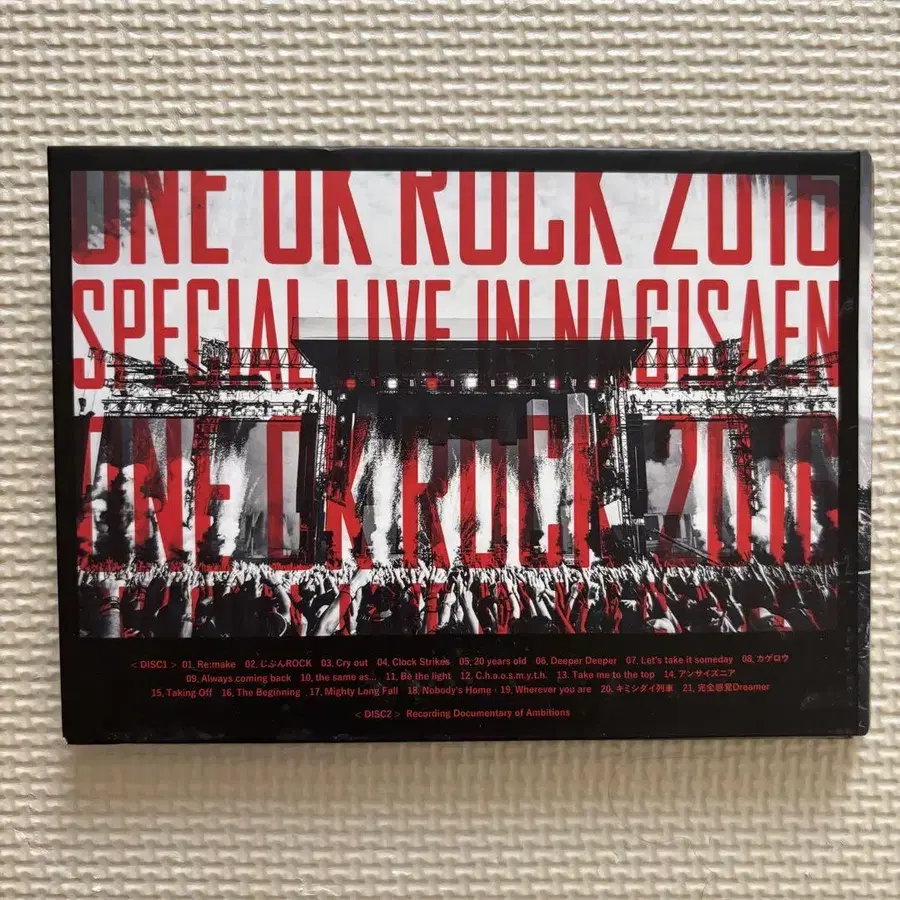 ONE OK ROCK 2016
SPECIAL LIVE IN NAGISAEN
ONE OK ROCK 2016
< DISC1 > 01. Re:make 02. じぶんROCK 03. Cry out 04. Clock Strikes 05. 20 years old 06. Deeper Deeper 07. Let's take it someday 08. カゲロウ
09. Always coming back 10. the same as... 11. Be the light 12. C.h.a.o.s.m.y.t.h. 13. Take me to the top 14. アンサイズニア
15. Taking Off 16. The Beginning 17. Mighty Long Fall 18. Nobody's Home 19. Wherever you are 20. キミシダイ列車 21. 完全感覚Dreamer
< DISC2 > Recording Documentary of Ambitions